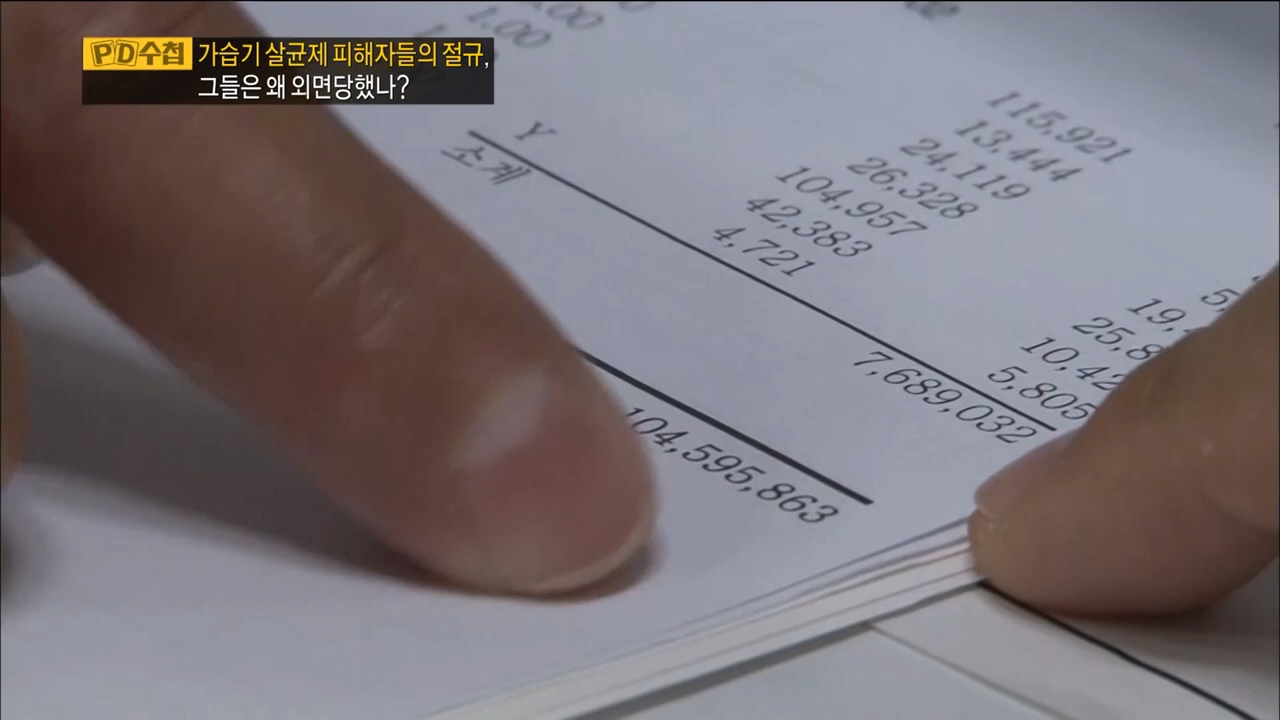 PD수첩 가습기 살균제 피해자들의 절규,
그들은 왜 외면당했나?
1.00
115,921
13,444
24,119
26,328
104,957
42,383
4,721
Y
소계
7,689,032
5,805
104,595,863